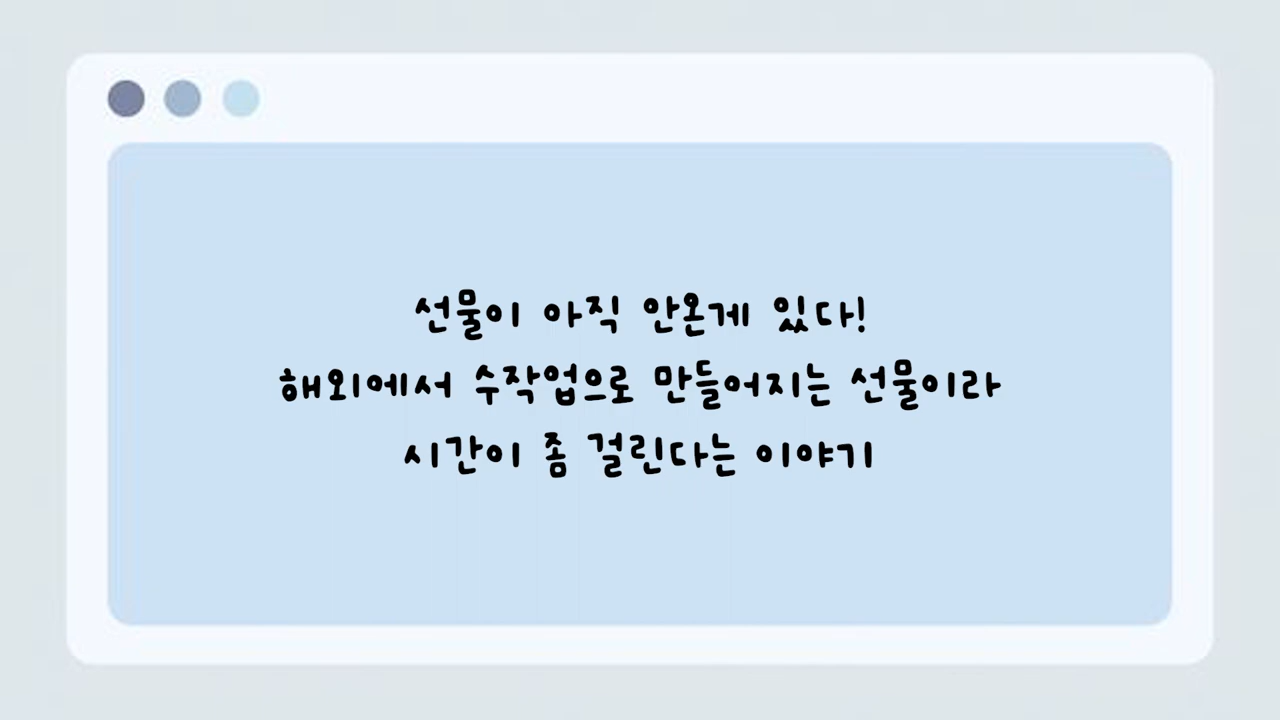 선물이 아직 안온게 있다!
해외에서 수작업으로 만들어지는 선물이라
시간이 좀 걸린다는 이야기